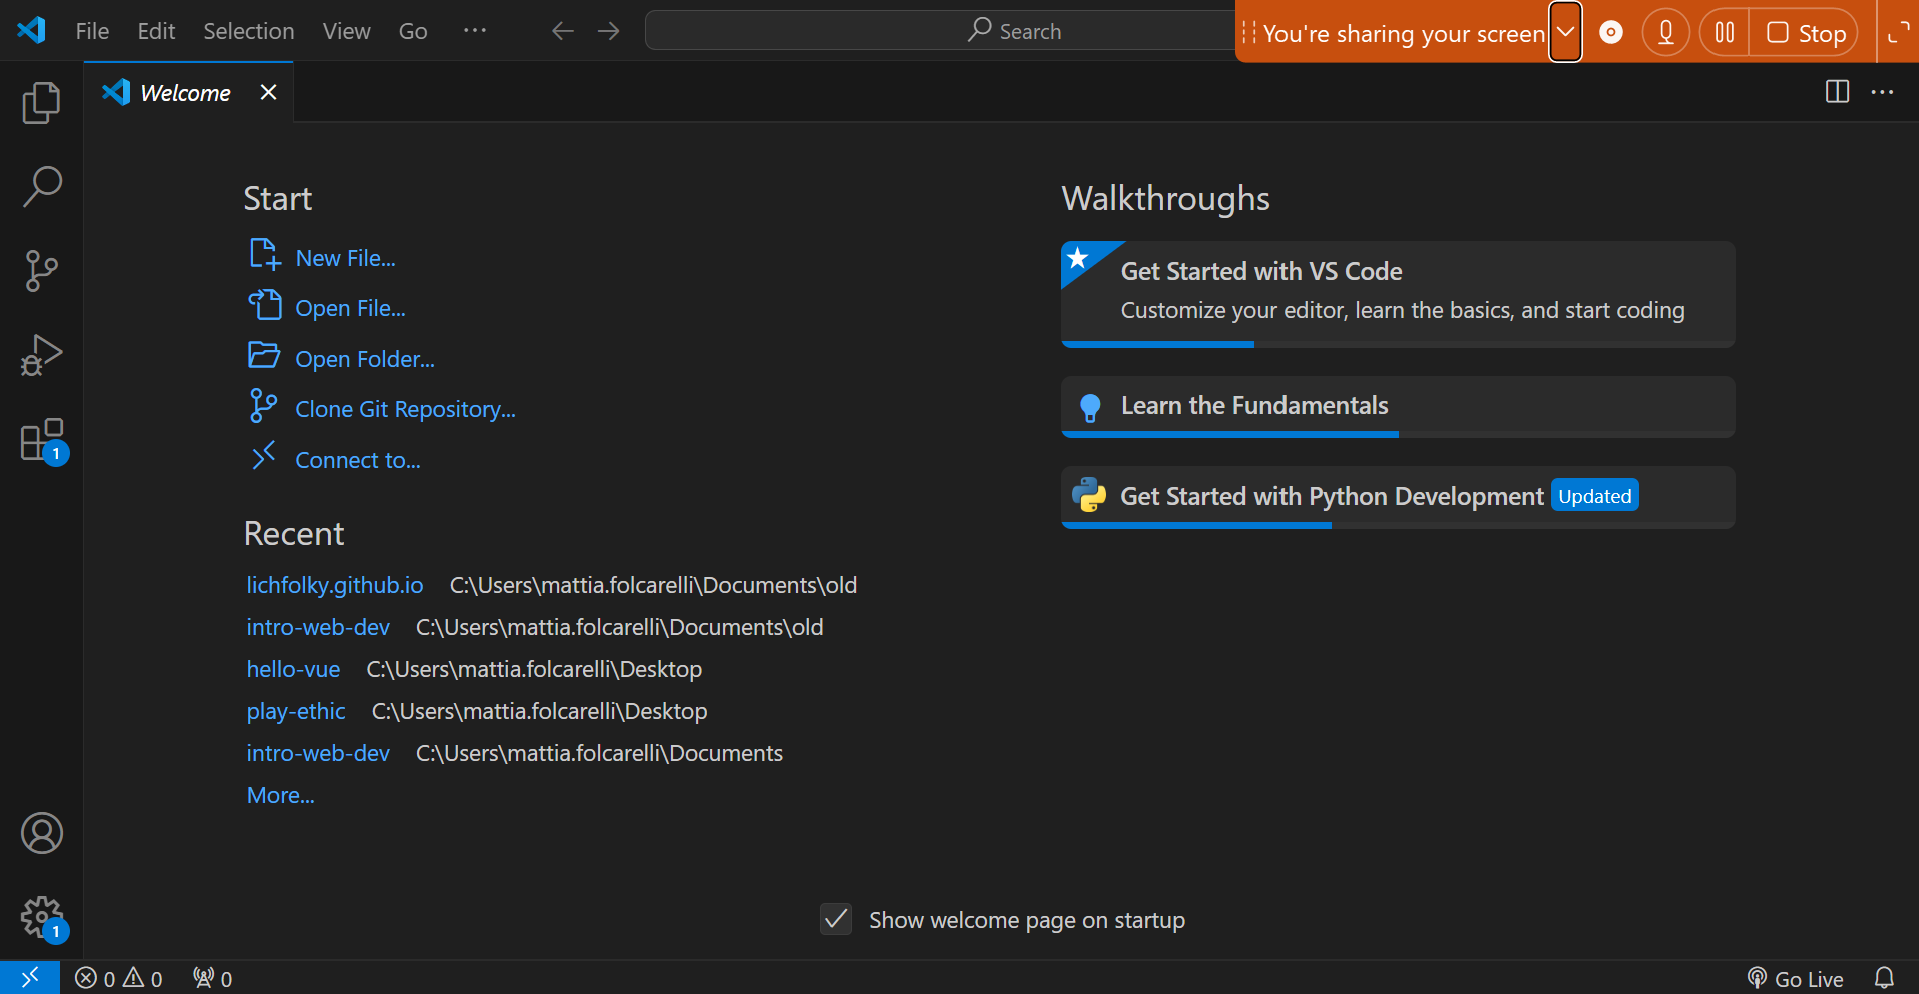 File Edit Selection View Go ···
Search
You're sharing your screen
Stop
Welcome
Start
New File...
Open File...
Open Folder...
Clone Git Repository...
Connect to...
Recent
lichfolky.github.io C:\Users\mattia.folcarelli\Documents\old
intro-web-dev C:\Users\mattia.folcarelli\Documents\old
hello-vue C:\Users\mattia.folcarelli\Desktop
play-ethic C:\Users\mattia.folcarelli\Desktop
intro-web-dev C:\Users\mattia.folcarelli\Documents
More...
Walkthroughs
Get Started with VS Code
Customize your editor, learn the basics, and start coding
Learn the Fundamentals
Get Started with Python Development Updated
1
1
Show welcome page on startup
0 0 0
Go Live